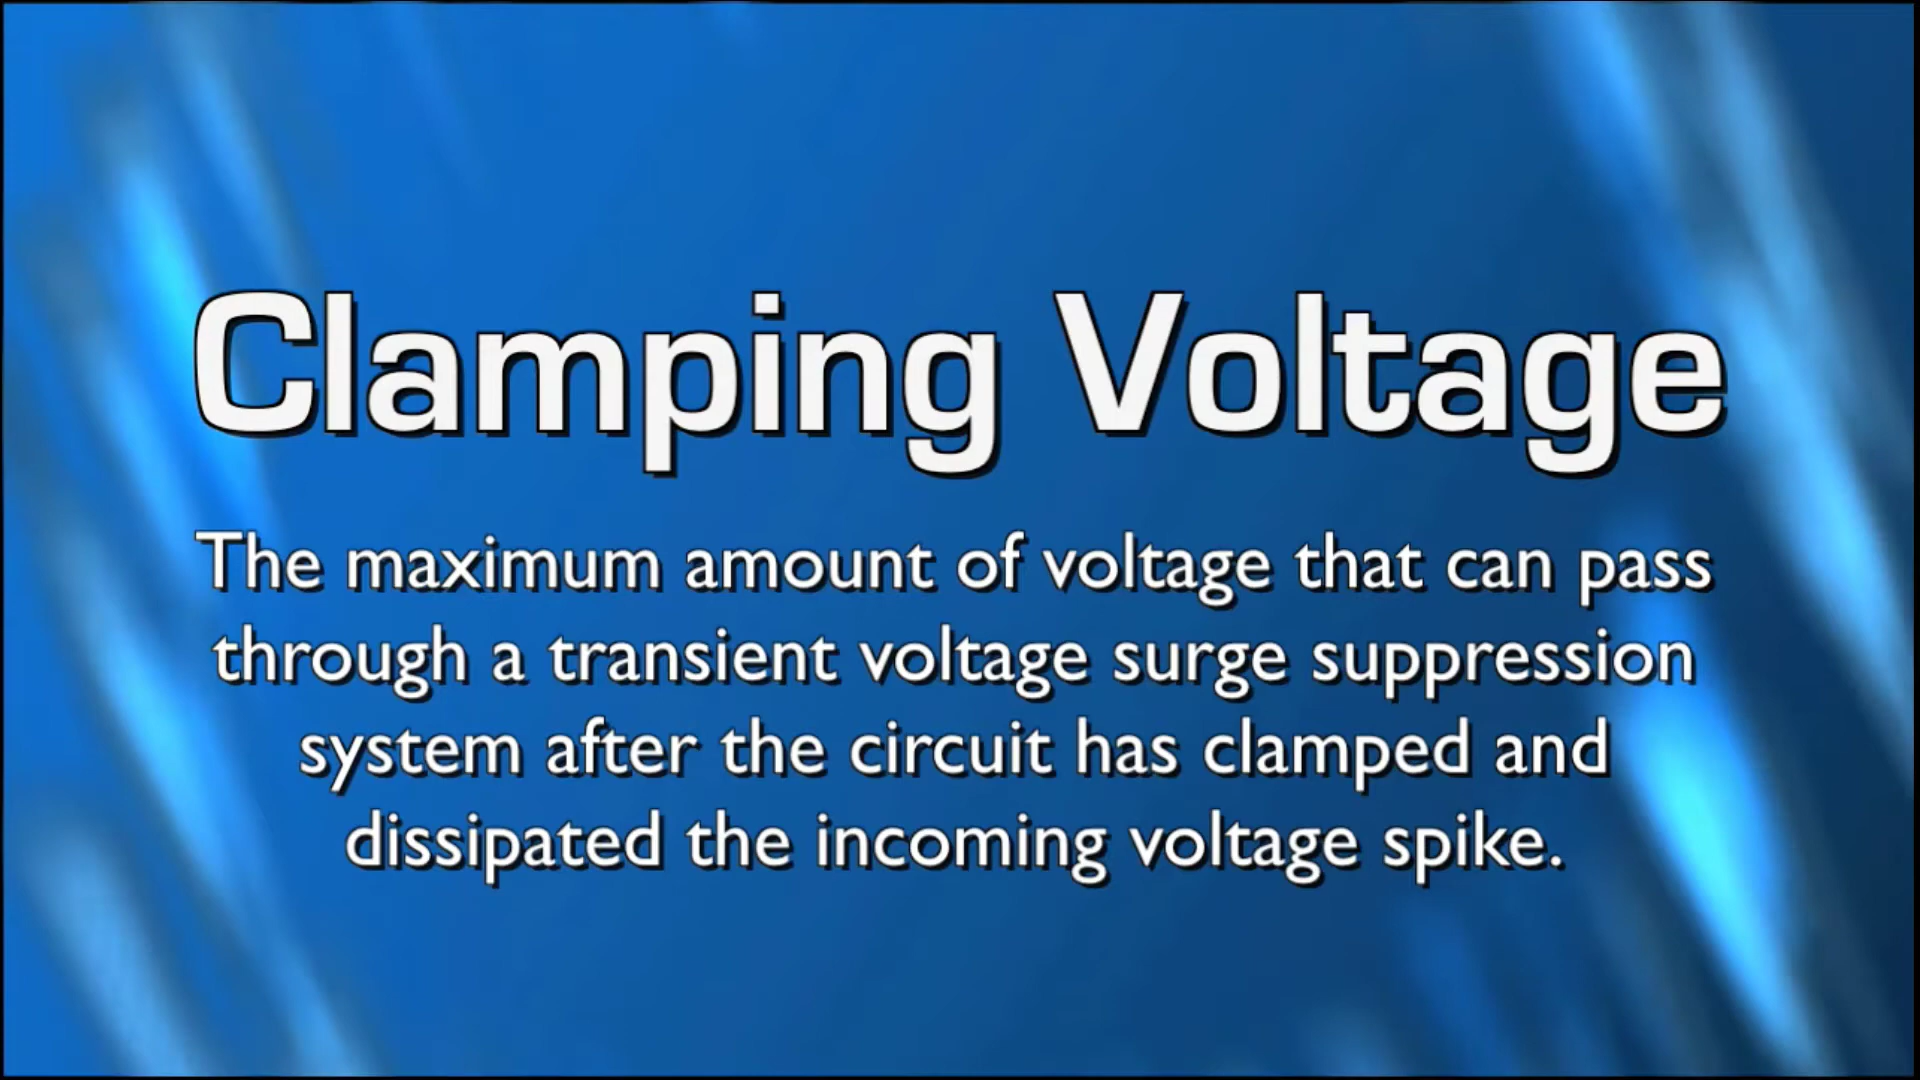 Clamping Voltage
The maximum amount of voltage that can pass
through a transient voltage surge suppression
system after the circuit has clamped and
dissipated the incoming voltage spike.